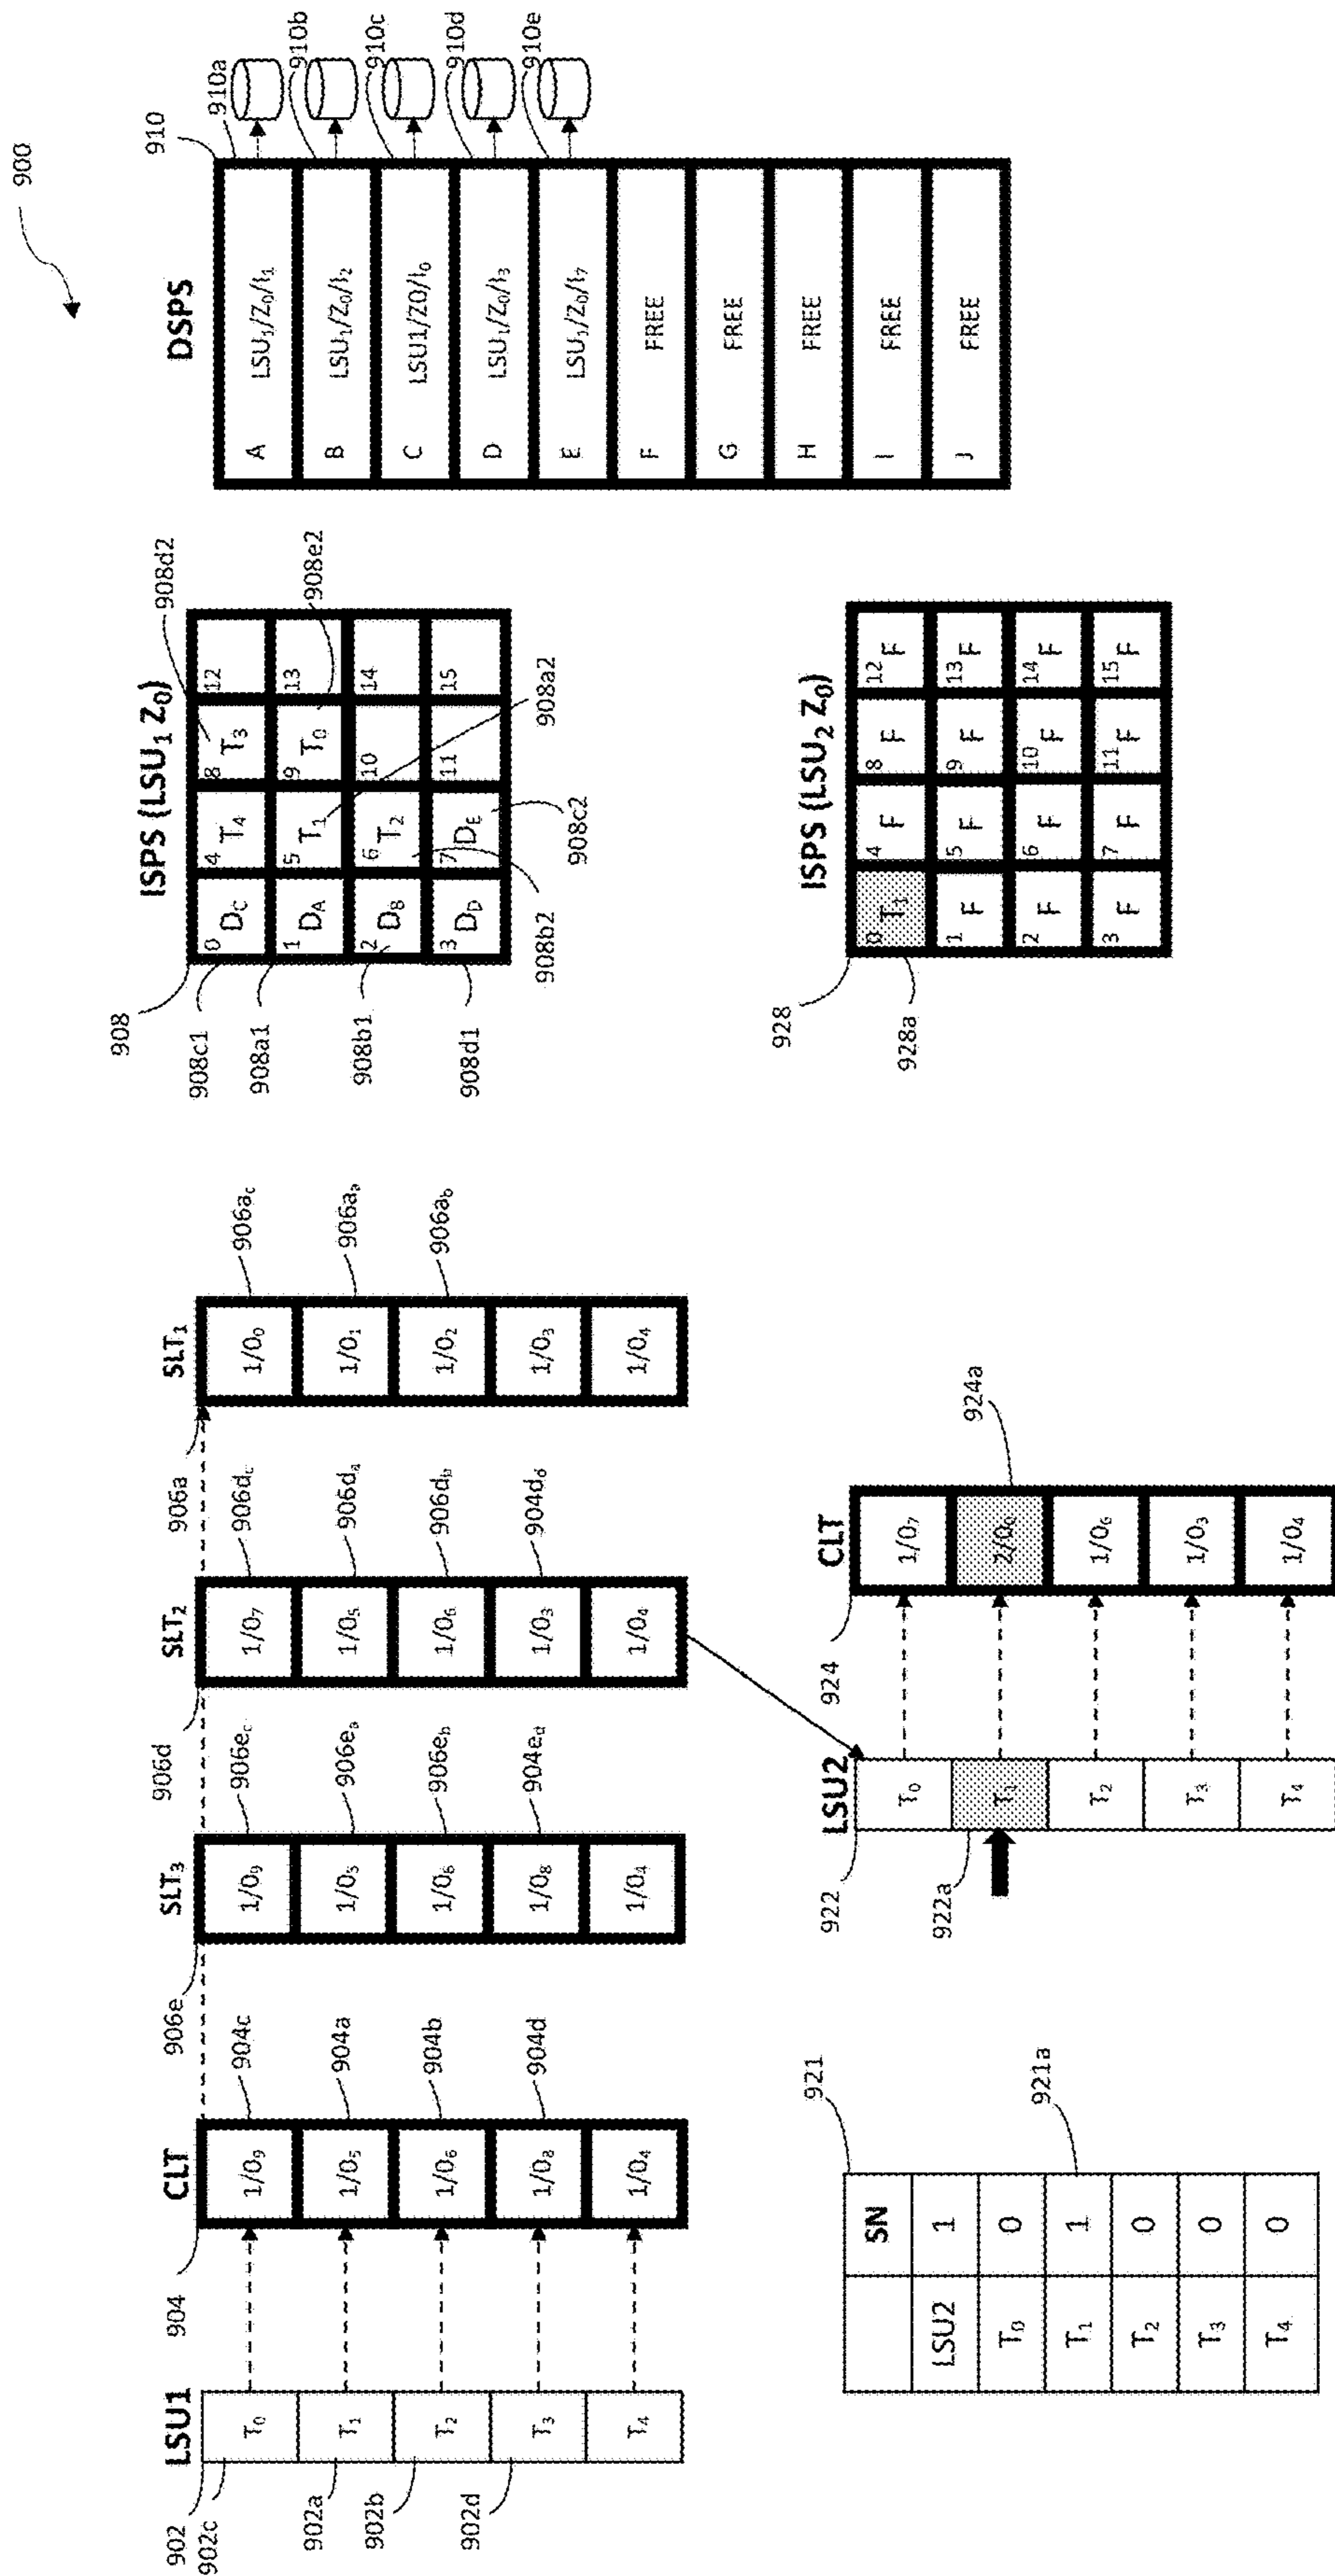 900
LSU1
902
902c
902a
902b
902d
T0
T1
T2
T3
T4
CLT
904
1/O9
1/O5
1/O6
1/O8
1/O4
904c
904a
904b
904d
SLT3
906e
1/O9
1/O5
1/O6
1/O8
1/O4
906ec
906ea
906eb
904ed
SLT2
906d
1/O7
1/O5
1/O6
1/O3
1/O4
906dc
906da
906db
904dd
SLT1
906a
1/O0
1/O1
1/O2
1/O3
1/O4
906ac
906aa
906ab
ISPS (LSU1 Z0)
908
908c1
908a1
908b1
908d1
0 DC
4 T4
8 T3
12
1 DA
5 T1
9 T0
13
2 DB
6 T2
10
14
3 DD
7 DE
11
15
908d2
908e2
908a2
908c2
908b2
DSPS
910
A LSU1/Z0/I1
B LSU1/Z0/I2
C LSU1/Z0/I0
D LSU1/Z0/I3
E LSU1/Z0/I7
F FREE
G FREE
H FREE
I FREE
J FREE
910a
910b
910c
910d
910e
921
SN
LSU2 1
T0 0
T1 1
T2 0
T3 0
T4 0
921a
LSU2
922
922a
T0
T1
T2
T3
T4
CLT
924
1/O7
2/O0
1/O6
1/O3
1/O4
924a
ISPS (LSU2 Z0)
928
928a
0 T1
4 F
8 F
12 F
1 F
5 F
9 F
13 F
2 F
6 F
10 F
14 F
3 F
7 F
11 F
15 F